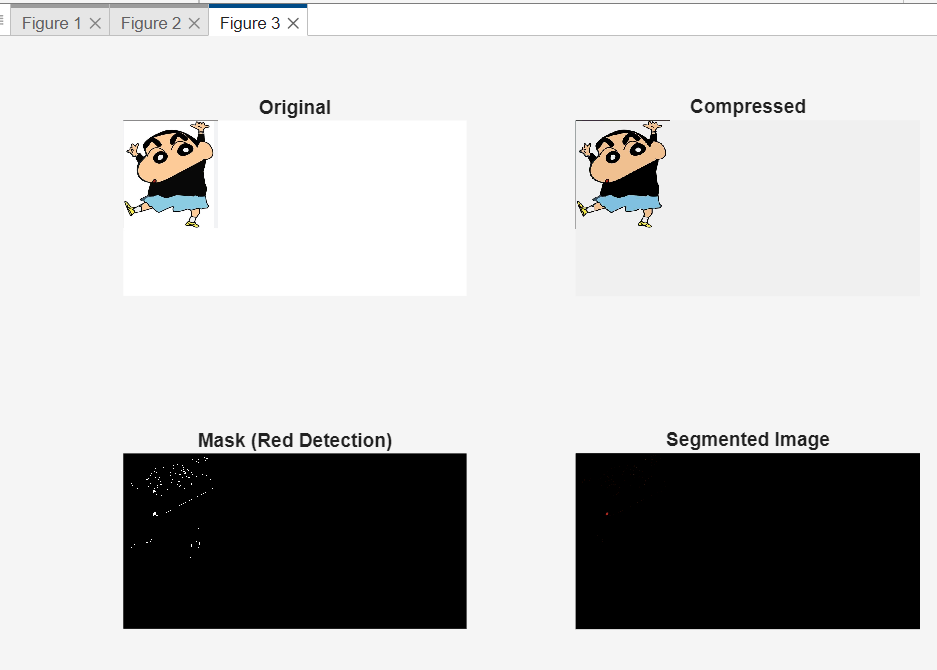 Figure 1 Figure 2 Figure 3
Original
Compressed
Mask (Red Detection)
Segmented Image